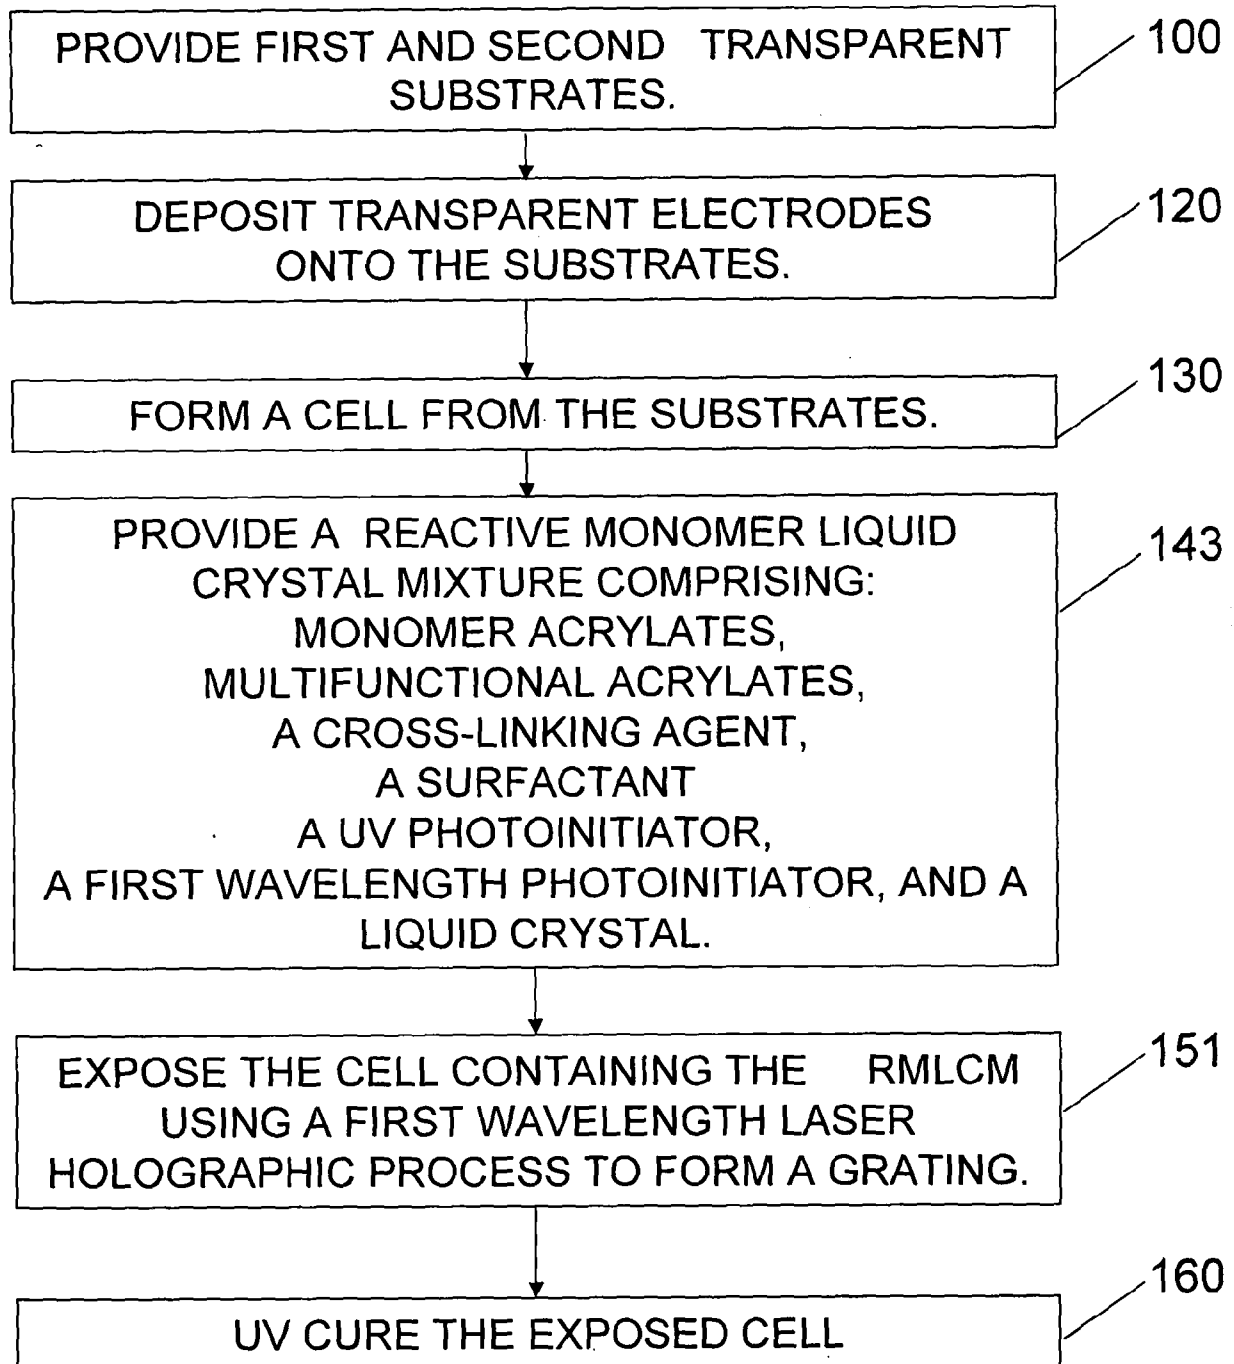 PROVIDE FIRST AND SECOND TRANSPARENT
SUBSTRATES.
100
DEPOSIT TRANSPARENT ELECTRODES
ONTO THE SUBSTRATES.
120
FORM A CELL FROM THE SUBSTRATES.
130
PROVIDE A REACTIVE MONOMER LIQUID
CRYSTAL MIXTURE COMPRISING:
MONOMER ACRYLATES,
MULTIFUNCTIONAL ACRYLATES,
A CROSS-LINKING AGENT,
A SURFACTANT
A UV PHOTOINITIATOR,
A FIRST WAVELENGTH PHOTOINITIATOR, AND A
LIQUID CRYSTAL.
143
EXPOSE THE CELL CONTAINING THE RMLCM
USING A FIRST WAVELENGTH LASER
HOLOGRAPHIC PROCESS TO FORM A GRATING.
151
UV CURE THE EXPOSED CELL
160